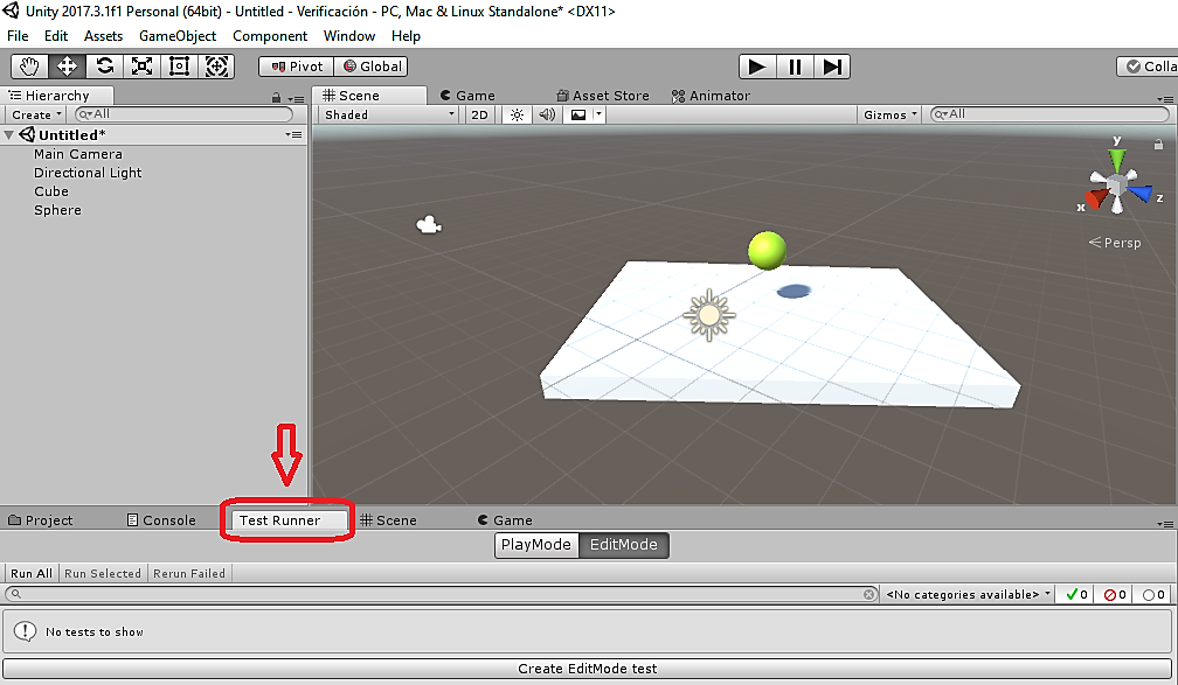 Unity 2017.3.1f1 Personal (64bit) - Untitled - Verificación - PC, Mac & Linux Standalone* <DX11>
File Edit Assets GameObject Component Window Help
Pivot Global Colla
Hierarchy Scene Game Asset Store Animator
Create All Shaded 2D Gizmos All
Untitled*
Main Camera
Directional Light
Cube
Sphere
y
x z
Persp
Project Console Test Runner Scene Game
PlayMode EditMode
Run All Run Selected Rerun Failed
<No categories available> 0 0 0
No tests to show
Create EditMode test